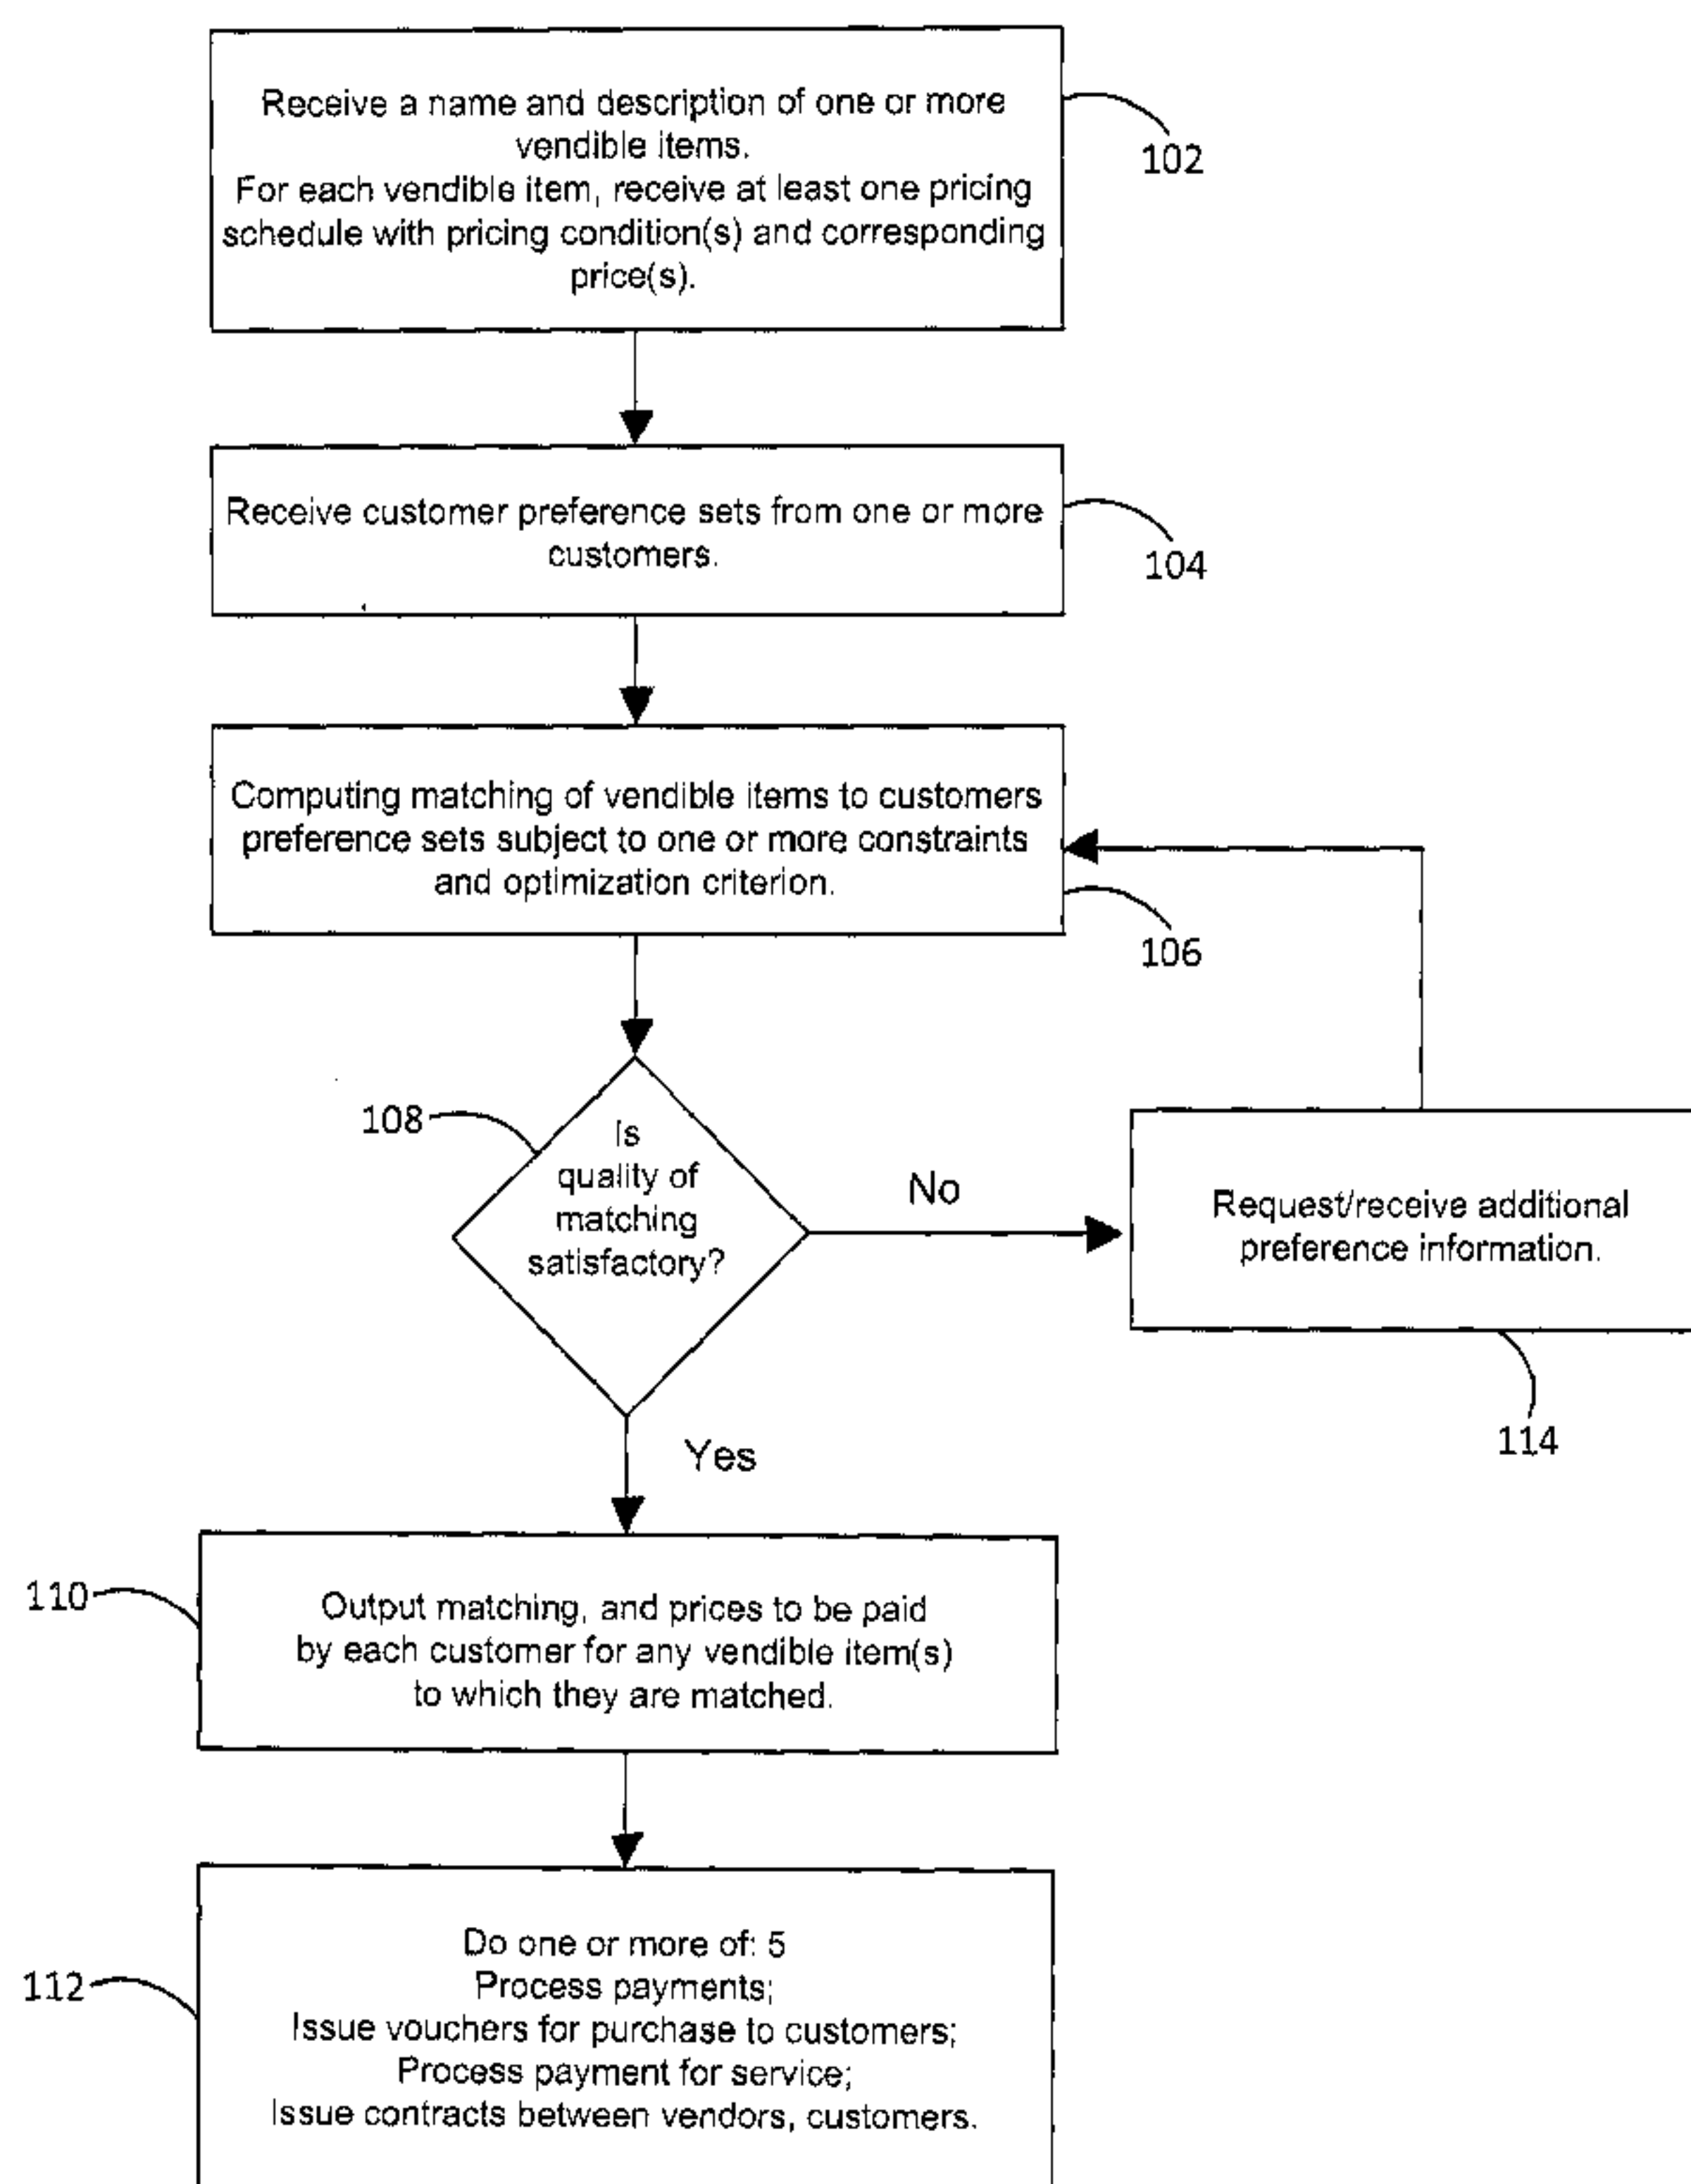 Receive a name and description of one or more
vendible items.
For each vendible item, receive at least one pricing
schedule with pricing condition(s) and corresponding
price(s).
102
Receive customer preference sets from one or more
customers.
104
Computing matching of vendible items to customers
preference sets subject to one or more constraints
and optimization criterion.
106
108
Is
quality of
matching
satisfactory?
No
Request/receive additional
preference information.
114
Yes
110
Output matching, and prices to be paid
by each customer for any vendible item(s)
to which they are matched.
112
Do one or more of: 5
Process payments;
Issue vouchers for purchase to customers;
Process payment for service;
Issue contracts between vendors, customers.